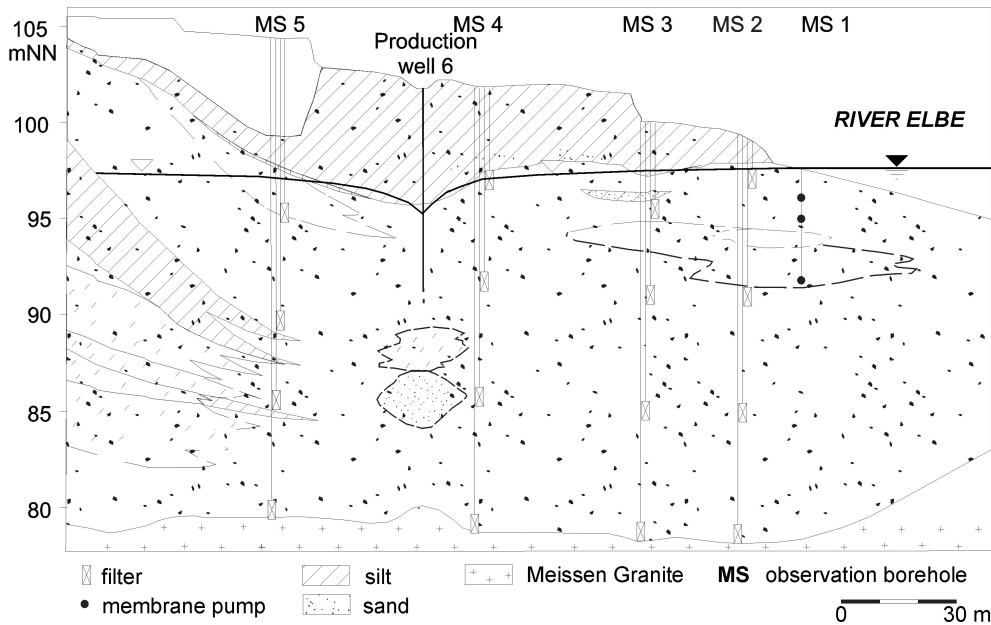 105
mNN
100
95
90
85
80
MS 5
Production
well 6
MS 4
MS 3
MS 2
MS 1
RIVER ELBE
filter
silt
Meissen Granite
MS observation borehole
membrane pump
sand
0 30 m